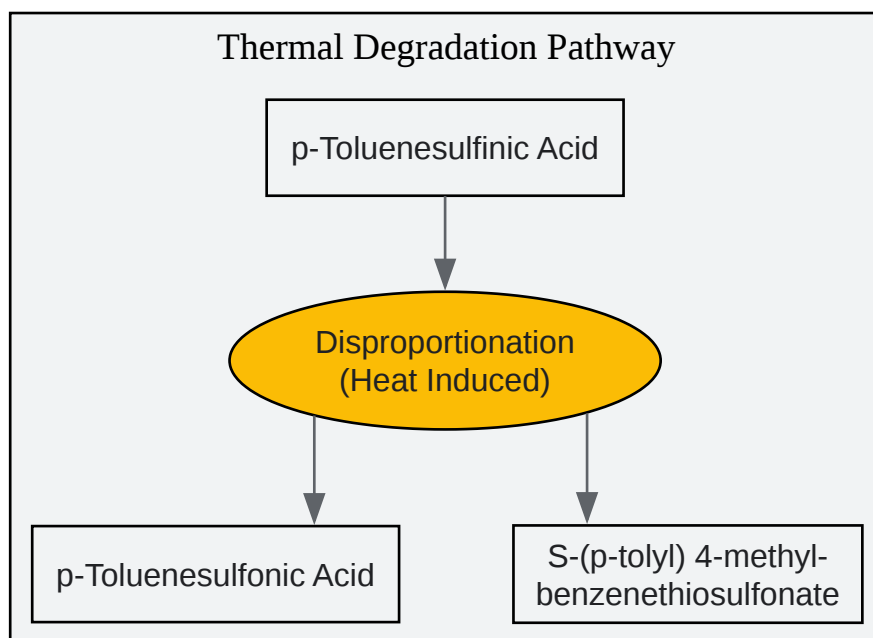 Thermal Degradation Pathway
p-Toluenesulfinic Acid
Disproportionation
(Heat Induced)
p-Toluenesulfonic Acid
S-(p-tolyl) 4-methyl-
benzenethiosulfonate